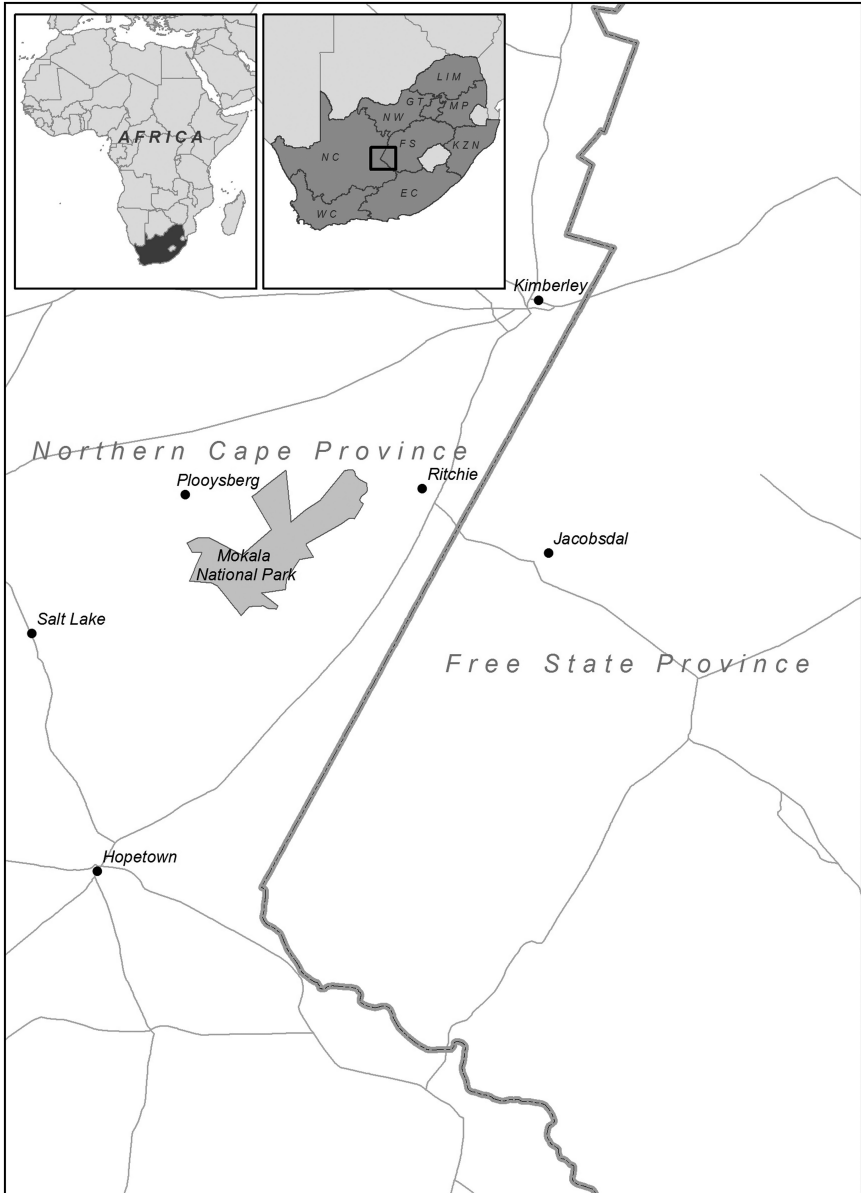 AFRICA
LIM
GT
MP
NW
FS
KZN
NC
EC
WC
Kimberley
Northern Cape Province
Plooysberg
Ritchie
Jacobsdal
Mokala
National Park
Salt Lake
Free State Province
Hopetown